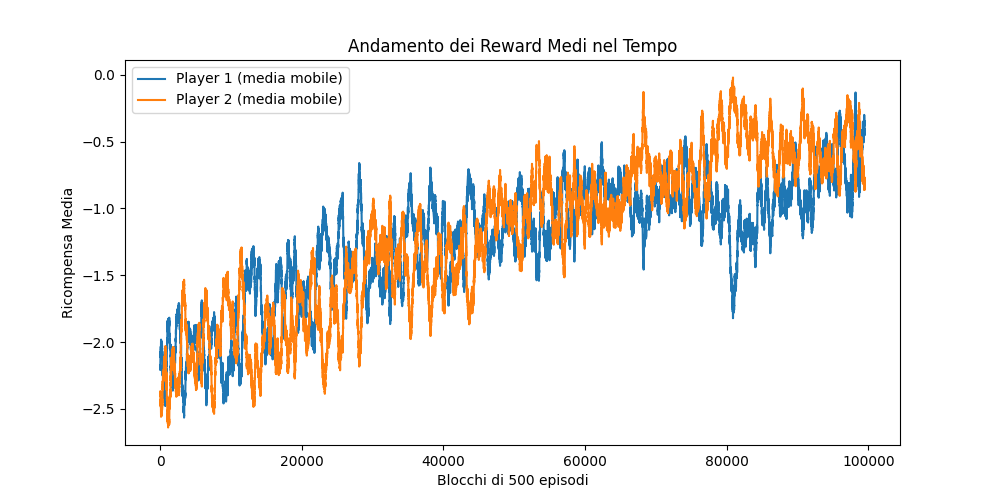 Andamento dei Reward Medi nel Tempo
Player 1 (media mobile)
Player 2 (media mobile)
Ricompensa Media
0.0
−0.5
−1.0
−1.5
−2.0
−2.5
0 20000 40000 60000 80000 100000
Blocchi di 500 episodi